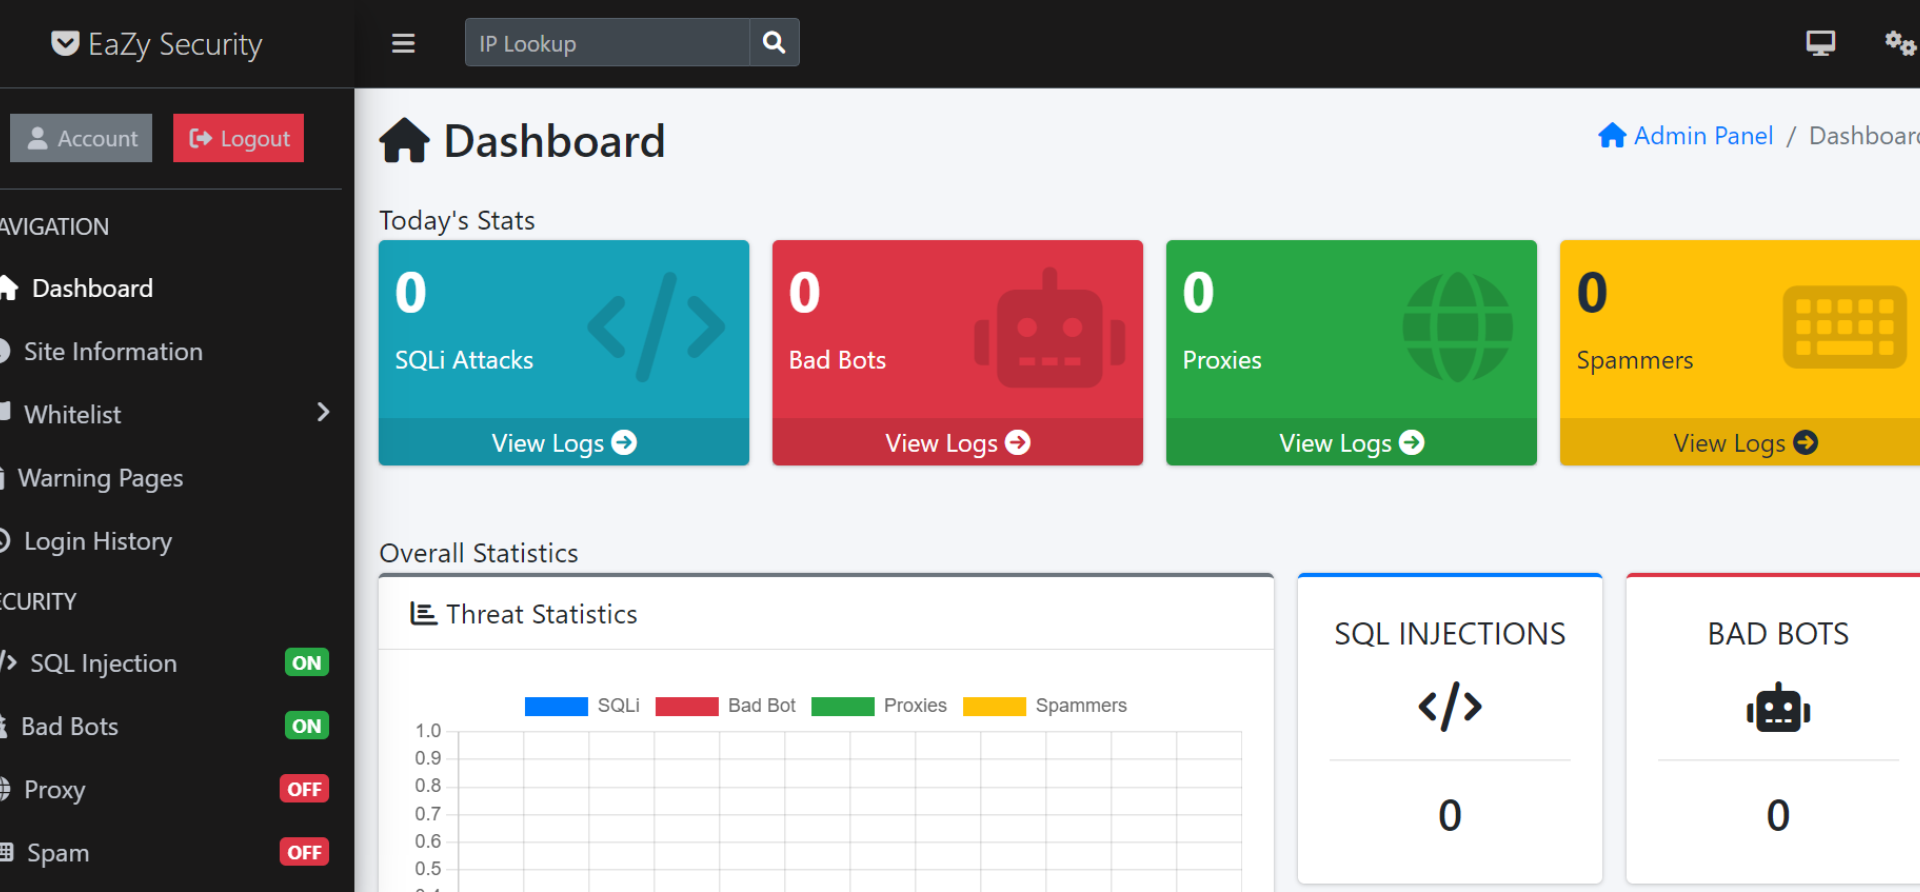 EaZy Security
IP Lookup
Account
Logout
AVIGATION
Dashboard
Site Information
Whitelist
Warning Pages
Login History
ECURITY
SQL Injection ON
Bad Bots ON
Proxy OFF
Spam OFF
Dashboard
Admin Panel / Dashboard
Today's Stats
0
SQLi Attacks
View Logs
0
Bad Bots
View Logs
0
Proxies
View Logs
0
Spammers
View Logs
Overall Statistics
Threat Statistics
SQLi Bad Bot Proxies Spammers
1.0
0.9
0.8
0.7
0.6
0.5
SQL INJECTIONS
0
BAD BOTS
0